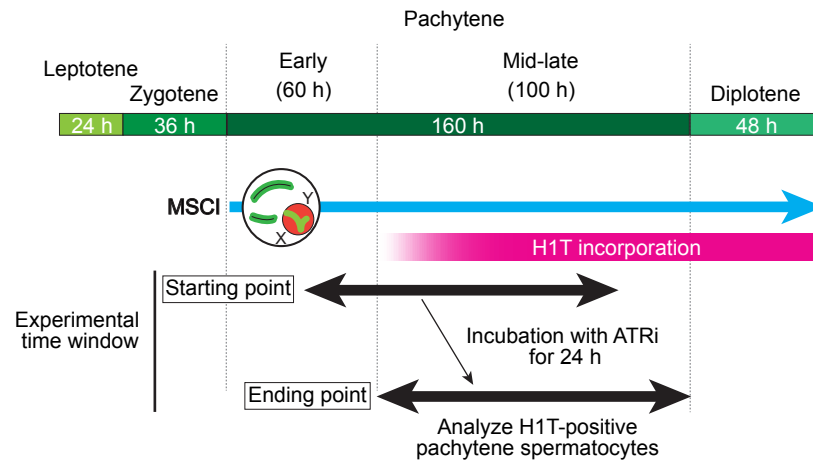 Pachytene
Leptotene
Zygotene
Early
(60 h)
Mid-late
(100 h)
Diplotene
24 h
36 h
160 h
48 h
MSCI
Y
X
H1T incorporation
Experimental
time window
Starting point
Incubation with ATRi
for 24 h
Ending point
Analyze H1T-positive
pachytene spermatocytes